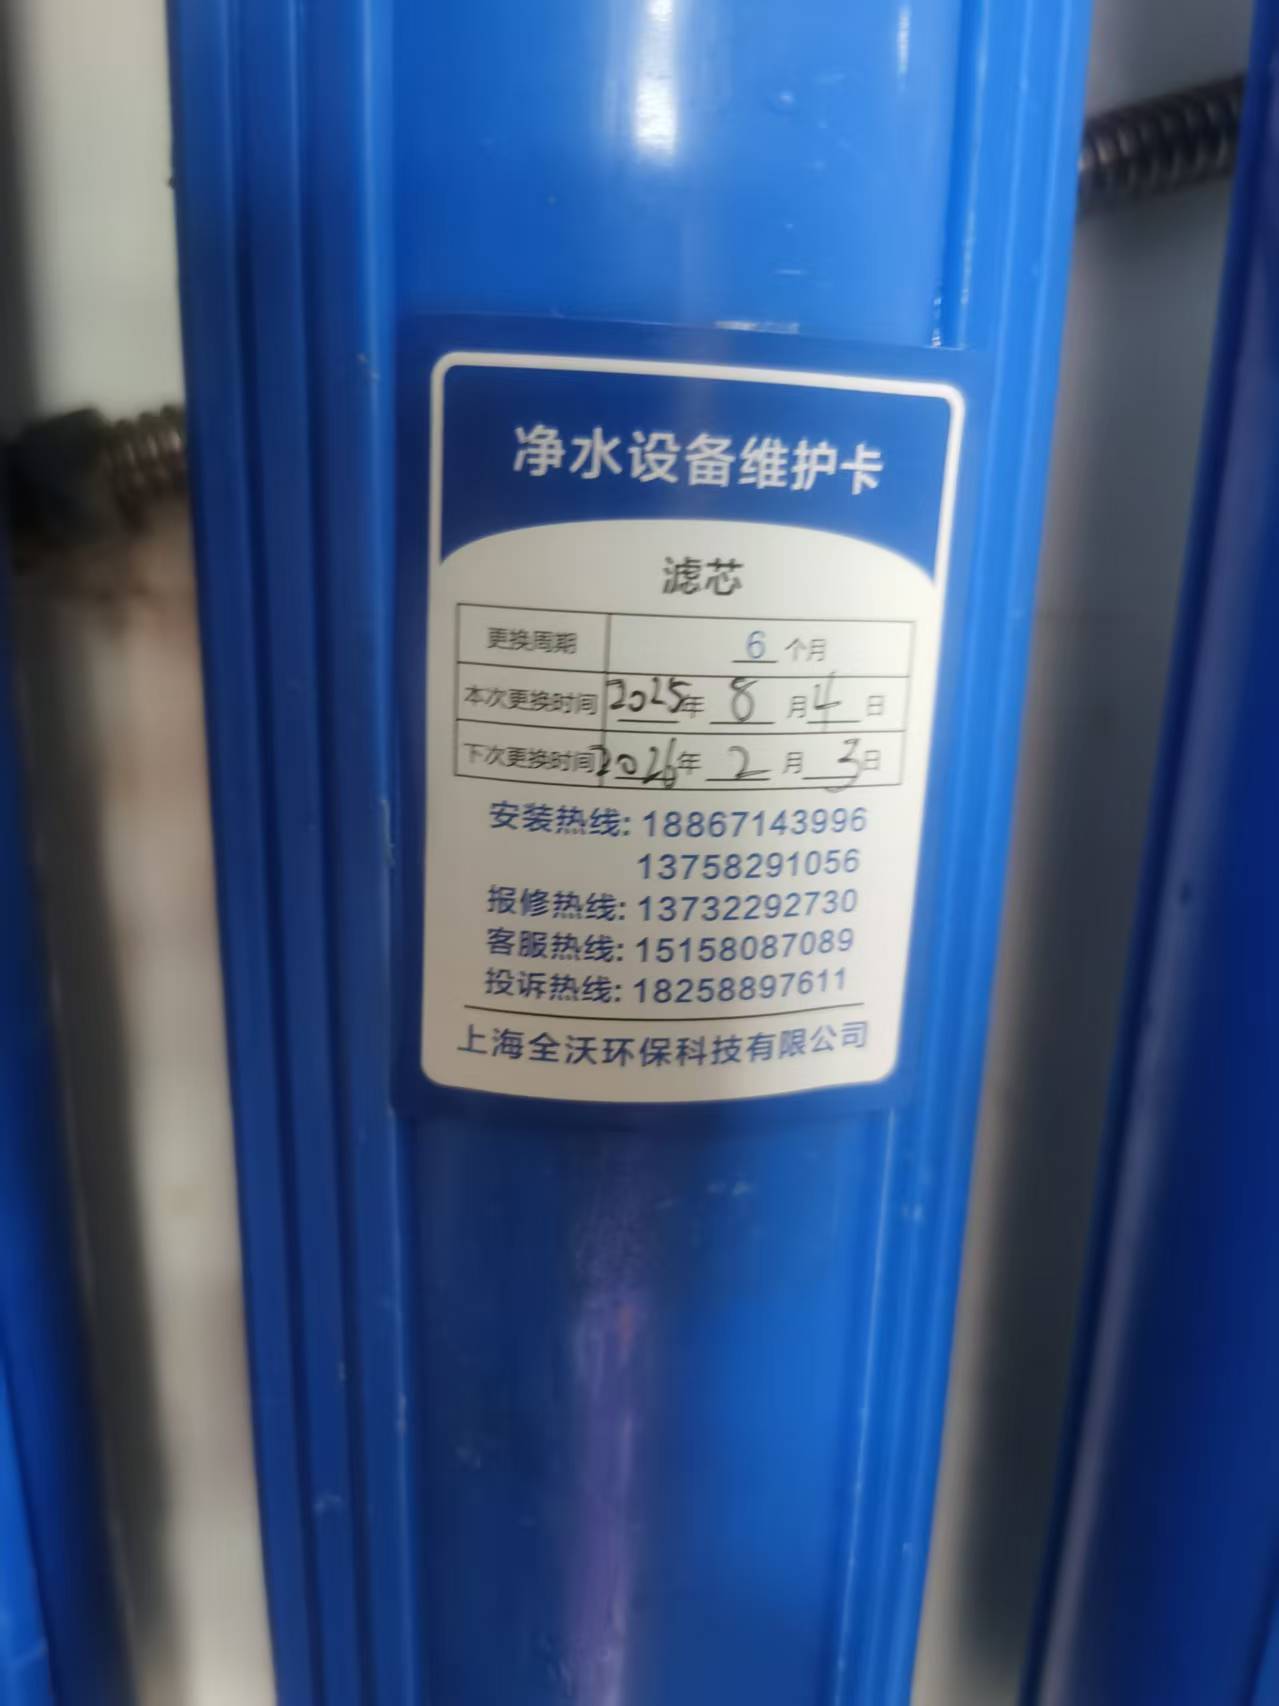 净水设备维护卡
滤芯
更换周期 6 个月
本次更换时间 2025年 8 月 4 日
下次更换时间 2026年 2 月 3 日
安装热线: 18867143996
13758291056
报修热线: 13732292730
客服热线: 15158087089
投诉热线: 18258897611
上海全沃环保科技有限公司